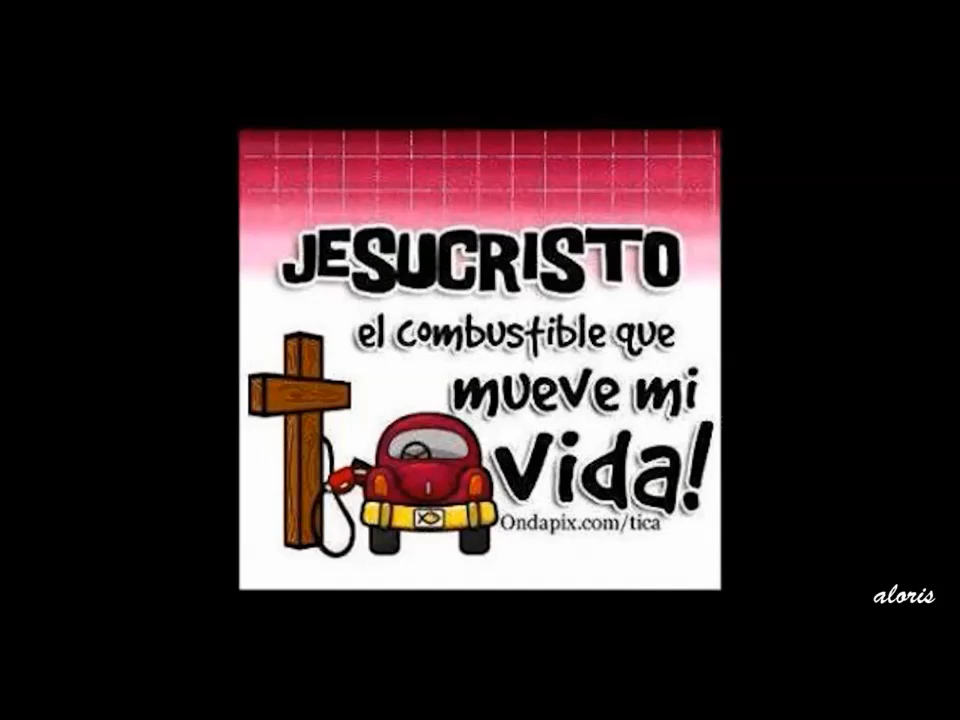 JESUCRISTO
el combustible que
mueve mi
vida!
Ondapix.com/tica
aloris